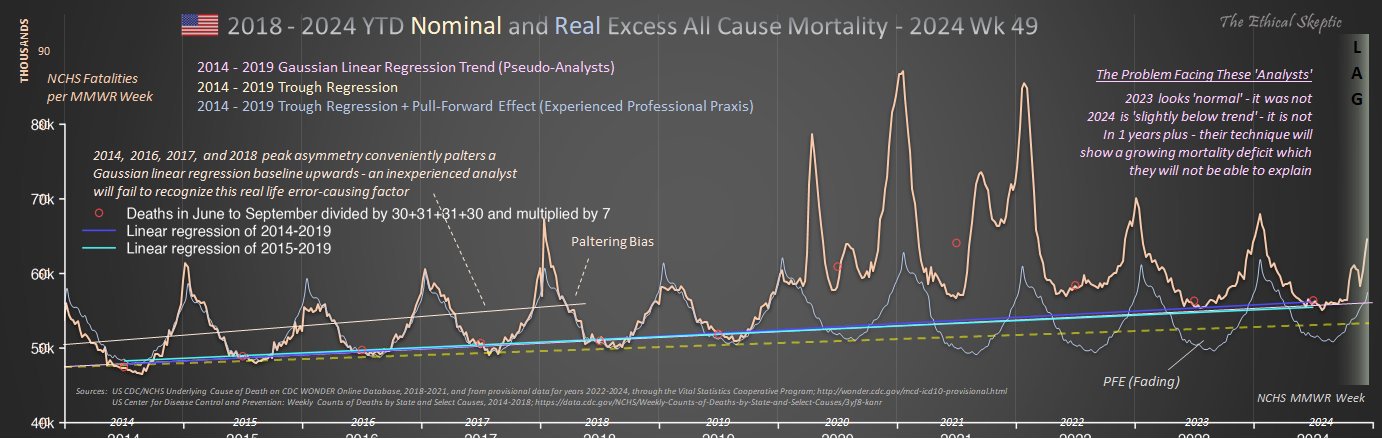 2018 - 2024 YTD Nominal and Real Excess All Cause Mortality - 2024 Wk 49
The Ethical Skeptic
THOUSANDS
90
NCHS Fatalities
per MMWR Week
2014 - 2019 Gaussian Linear Regression Trend (Pseudo-Analysts)
2014 - 2019 Trough Regression
2014 - 2019 Trough Regression + Pull-Forward Effect (Experienced Professional Praxis)
The Problem Facing These 'Analysts'
2023 looks 'normal' - it was not
2024 is 'slightly below trend' - it is not
In 1 years plus - their technique will
show a growing mortality deficit which
they will not be able to explain
L
A
G
80k
2014, 2016, 2017, and 2018 peak asymmetry conveniently palters a
Gaussian linear regression baseline upwards - an inexperienced analyst
will fail to recognize this real life error-causing factor
70k
Deaths in June to September divided by 30+31+31+30 and multiplied by 7
Linear regression of 2014-2019
Linear regression of 2015-2019
Paltering Bias
60k
50k
PFE (Fading)
Sources: US CDC/NCHS Underlying Cause of Death on CDC WONDER Online Database, 2018-2021, and from provisional data for years 2022-2024, through the Vital Statistics Cooperative Program; http://wonder.cdc.gov/mcd-icd10-provisional.html
US Center for Disease Control and Prevention: Weekly Counts of Deaths by State and Select Causes, 2014-2018; https://data.cdc.gov/NCHS/Weekly-Counts-of-Deaths-by-State-and-Select-Causes/3yf8-kanr
NCHS MMWR Week
40k
2014 2015 2016 2017 2018 2019 2020 2021 2022 2023 2024
2014 2015 2016 2017 2018 2019 2020 2021 2022 2023 2024